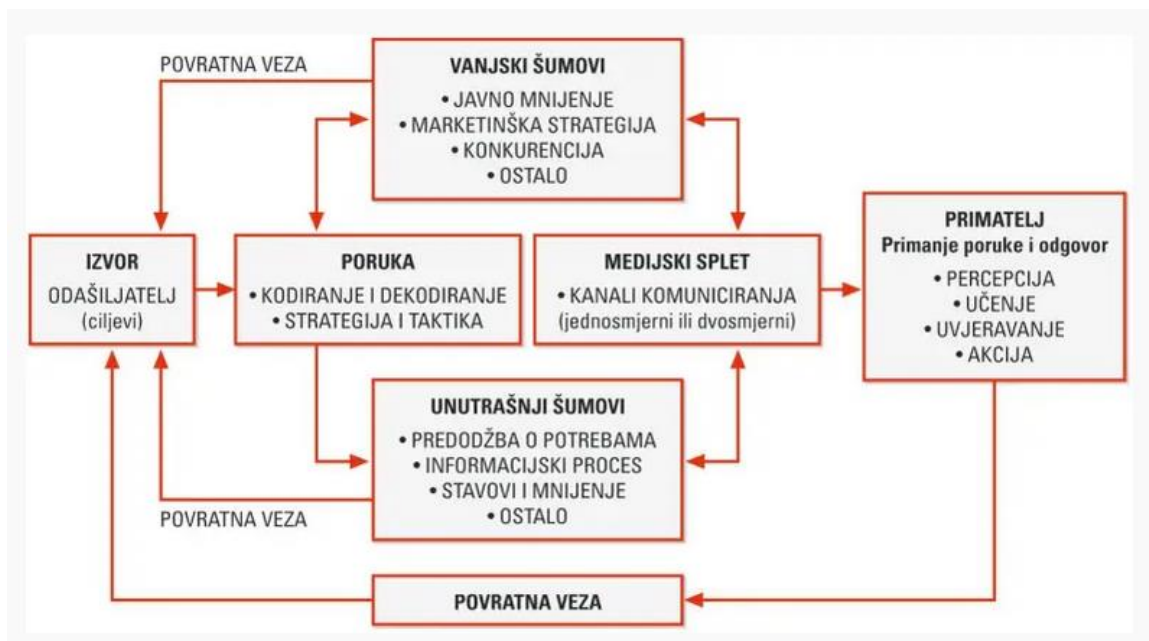 POVRATNA VEZA
VANJSKI ŠUMOVI
• JAVNO MNIJENJE
• MARKETINŠKA STRATEGIJA
• KONKURENCIJA
• OSTALO
IZVOR
ODAŠILJATELJ
(ciljevi)
PORUKA
• KODIRANJE I DEKODIRANJE
• STRATEGIJA I TAKTIKA
MEDIJSKI SPLET
• KANALI KOMUNICIRANJA
(jednosmjerni ili dvosmjerni)
PRIMATELJ
Primanje poruke i odgovor
• PERCEPCIJA
• UČENJE
• UVJERAVANJE
• AKCIJA
UNUTRAŠNJI ŠUMOVI
• PREDODŽBA O POTREBAMA
• INFORMACIJSKI PROCES
• STAVOVI I MNIJENJE
• OSTALO
POVRATNA VEZA
POVRATNA VEZA